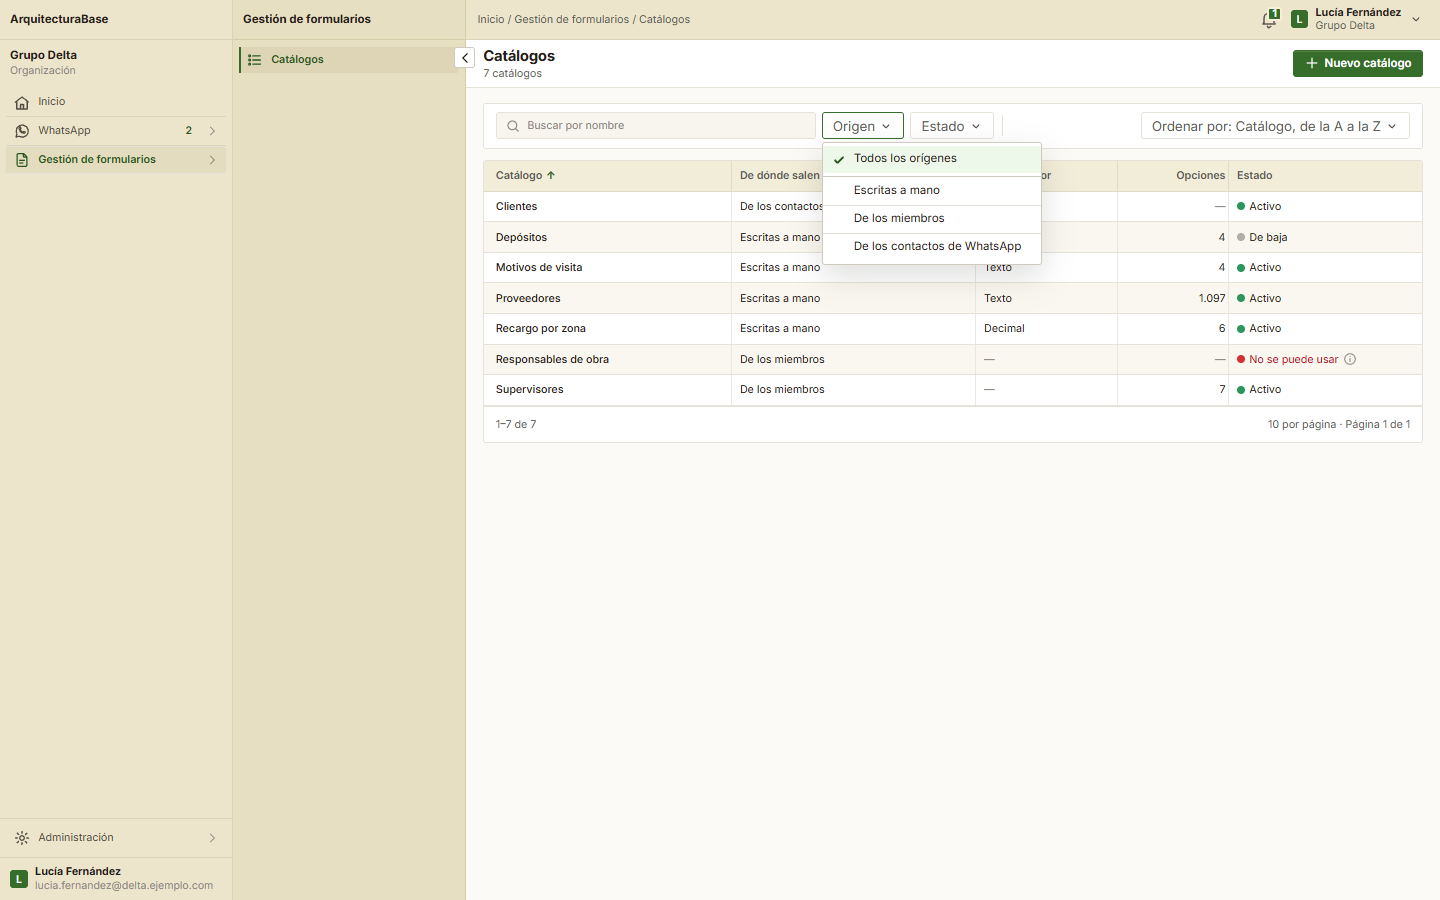 ArquitecturaBase
Grupo Delta
Organización
Inicio
WhatsApp 2
Gestión de formularios
Administración
L Lucía Fernández
lucia.fernandez@delta.ejemplo.com
Gestión de formularios
Catálogos
Inicio / Gestión de formularios / Catálogos
1
L Lucía Fernández
Grupo Delta
Catálogos
7 catálogos
Nuevo catálogo
Buscar por nombre
Origen
Estado
Ordenar por: Catálogo, de la A a la Z
Todos los orígenes
Escritas a mano
De los miembros
De los contactos de WhatsApp
Catálogo De dónde salen or Opciones Estado
Clientes De los contactos — Activo
Depósitos Escritas a mano 4 De baja
Motivos de visita Escritas a mano Texto 4 Activo
Proveedores Escritas a mano Texto 1.097 Activo
Recargo por zona Escritas a mano Decimal 6 Activo
Responsables de obra De los miembros — — No se puede usar
Supervisores De los miembros — 7 Activo
1–7 de 7
10 por página · Página 1 de 1